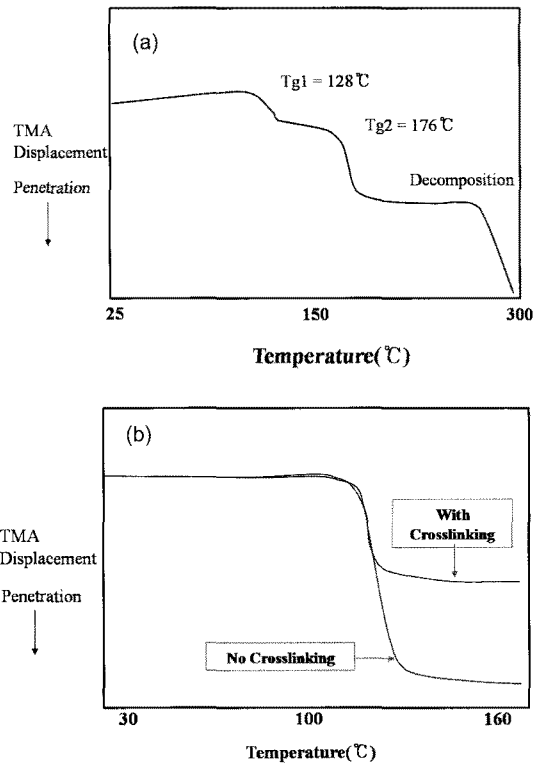 (a)
Tg1 = 128℃
Tg2 = 176℃
TMA
Displacement
Penetration
Decomposition
25
150
300
Temperature(℃)
(b)
TMA
Displacement
Penetration
With
Crosslinking
No Crosslinking
30
100
160
Temperature(℃)